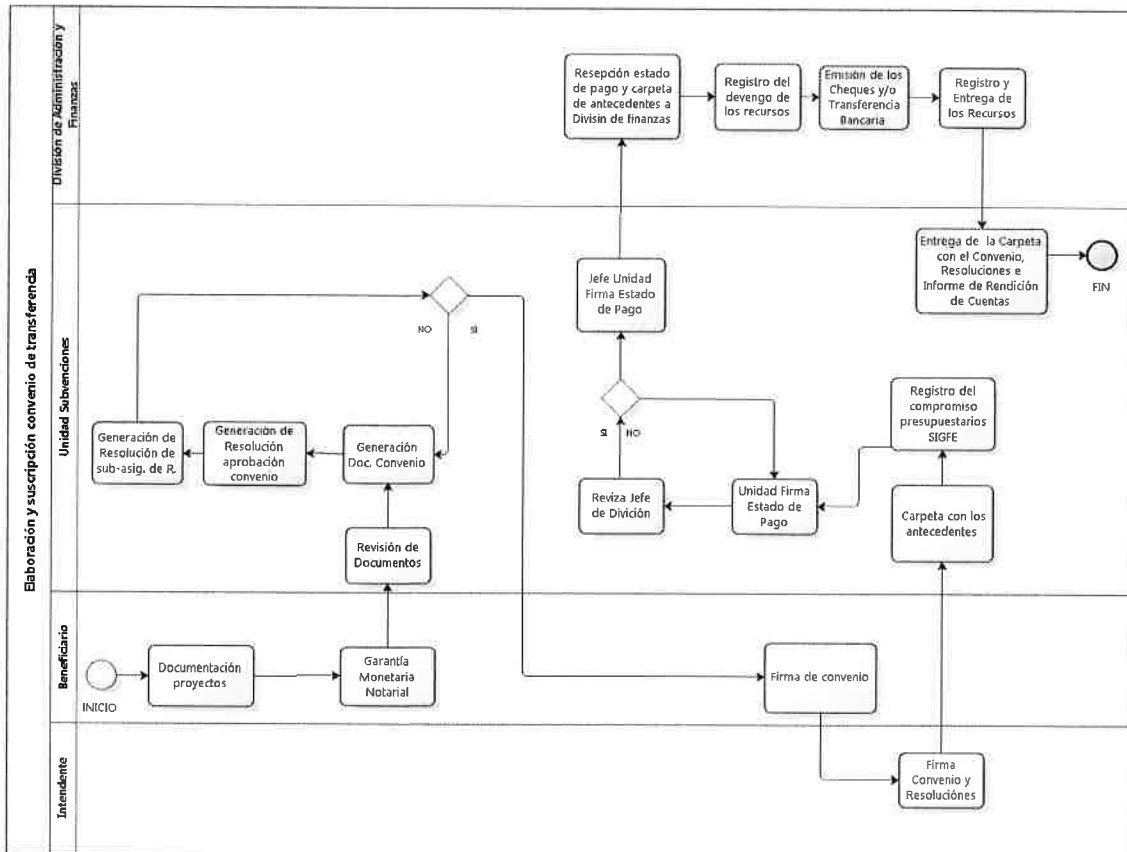 Elaboración y suscripción convenio de transferencia
División de Administración y
Finanzas
Resepción estado
de pago y carpeta
de antecedentes a
Divisin de finanzas
Registro del
devengo de
los recursos
Emisión de los
Cheques y/o
Transferencia
Bancaria
Registro y
Entrega de
los Recursos
Unidad Subvenciones
Entrega de la Carpeta
con el Convenio,
Resoluciones e
Informe de Rendición
de Cuentas
FIN
Jefe Unidad
Firma Estado
de Pago
NO
SI
Generación de
Resolución de
sub-asig. de R.
Generación de
Resolución
aprobación
convenio
Generación
Doc. Convenio
SI
NO
Registro del
compromiso
presupuestarios
SIGFE
Reviza Jefe
de Divición
Unidad Firma
Estado de
Pago
Carpeta con los
antecedentes
Revisión de
Documentos
Beneficiario
INICIO
Documentación
proyectos
Garantía
Monetaria
Notarial
Firma de convenio
Intendente
Firma
Convenio y
Resoluciónes